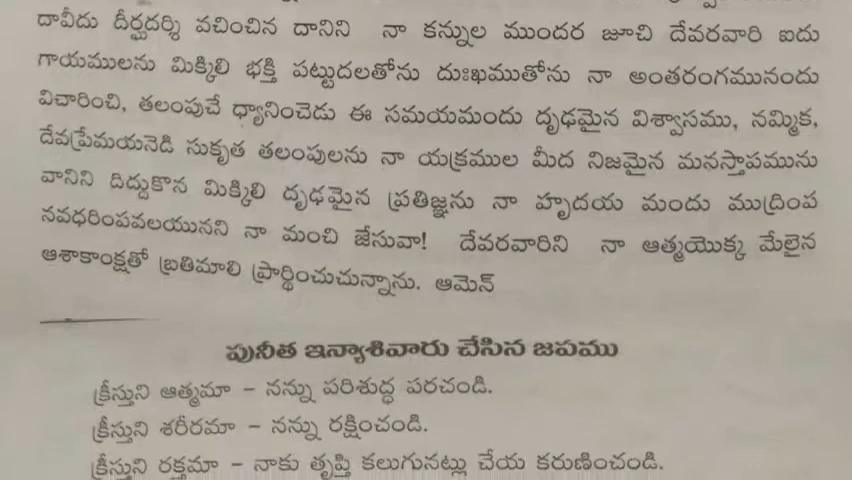 దావీదు దీర్ఘదర్శి వచించిన దానిని నా కన్నుల ముందర జూచి దేవరవారి ఐదు
గాయములను మిక్కిలి భక్తి పట్టుదలతోను దుఃఖముతోను నా అంతరంగమునందు
విచారించి, తలంపుచే ధ్యానించెడు ఈ సమయమందు దృఢమైన విశ్వాసము, నమ్మిక,
దేవప్రేమయనెడి సుకృత తలంపులను నా యక్రముల మీద నిజమైన మనస్తాపమును
వానిని దిద్దుకొన మిక్కిలి దృఢమైన ప్రతిజ్ఞను నా హృదయ మందు ముద్రింప
నవధరింపవలయునని నా మంచి జేసువా! దేవరవారిని నా ఆత్మయొక్క మేలైన
ఆశాకాంక్షతో బ్రతిమాలి ప్రార్థించుచున్నాను. ఆమెన్
పునీత ఇన్యాశివారు చేసిన జపము
క్రీస్తుని ఆత్మమా – నన్ను పరిశుద్ధ పరచండి.
క్రీస్తుని శరీరమా – నన్ను రక్షించండి.
క్రీస్తుని రక్తమా – నాకు తృప్తి కలుగునట్లు చేయ కరుణించండి.